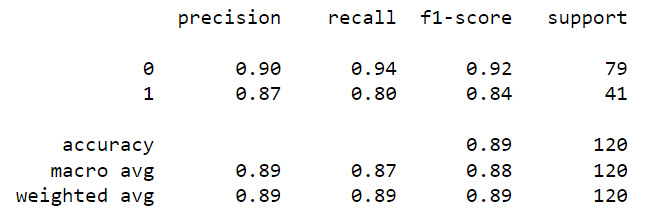 precision recall f1-score support
0 0.90 0.94 0.92 79
1 0.87 0.80 0.84 41
accuracy 0.89 120
macro avg 0.89 0.87 0.88 120
weighted avg 0.89 0.89 0.89 120